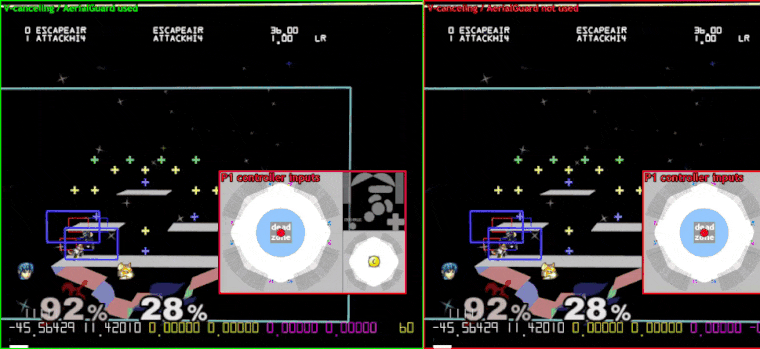 V-canceling / AerialGuard used
0 ESCAPEAIR ESCAPEAIR 36.00
1 ATTACKHI4 ATTACKHI4 1.00 LR
P1 controller inputs
dead
zone
92% 28%
-45.56429 11.42010 0.00000 0.00000 0.00000 0.00000 60
V-canceling / AerialGuard not used
0 ESCAPEAIR ESCAPEAIR 36.00
1 ATTACKHI4 ATTACKHI4 1.00 LR
P1 controller inputs
dead
zone
92% 28%
-45.56429 11.42010 0.00000 0.00000 0.00000